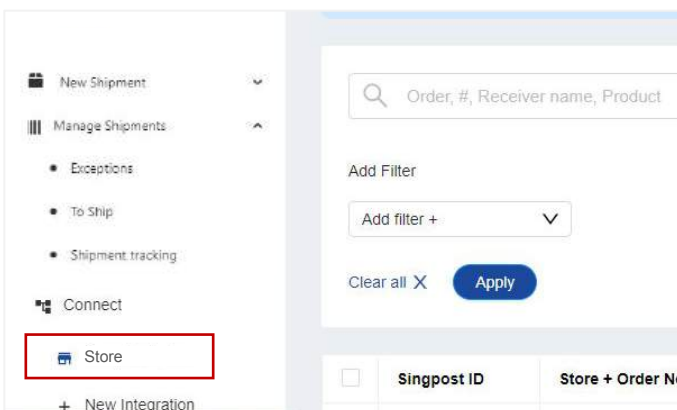 New Shipment
Manage Shipments
Exceptions
To Ship
Shipment tracking
Connect
Store
+ New Integration
Order, #, Receiver name, Product
Add Filter
Add filter +
Clear all X
Apply
Singpost ID
Store + Order